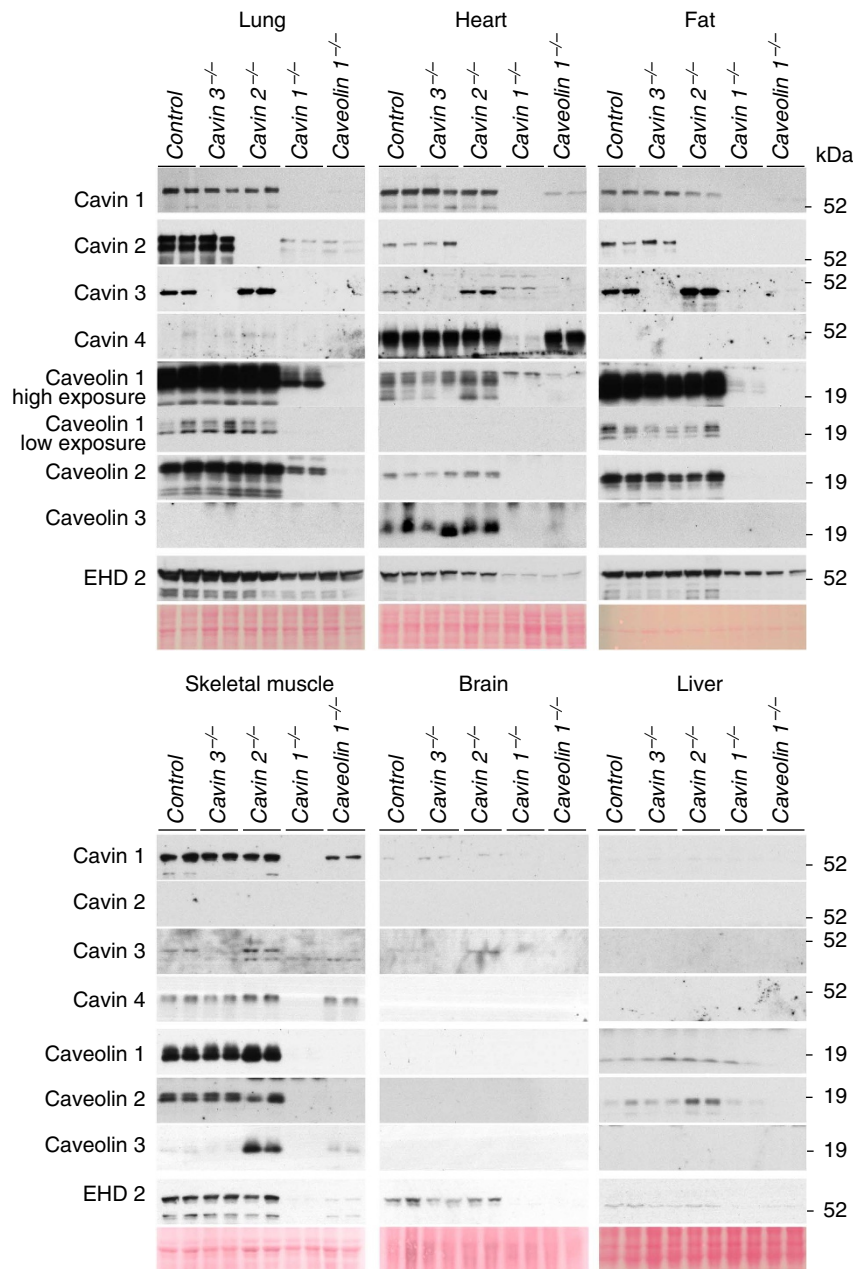 Lung Heart Fat
Control Cavin 3 –/– Cavin 2 –/– Cavin 1 –/– Caveolin 1 –/– Control Cavin 3 –/– Cavin 2 –/– Cavin 1 –/– Caveolin 1 –/– Control Cavin 3 –/– Cavin 2 –/– Cavin 1 –/– Caveolin 1 –/–
kDa
Cavin 1 - 52
Cavin 2 - 52
Cavin 3 - 52
Cavin 4 - 52
Caveolin 1
high exposure - 19
Caveolin 1
low exposure - 19
Caveolin 2 - 19
Caveolin 3 - 19
EHD 2 - 52
Skeletal muscle Brain Liver
Control Cavin 3 –/– Cavin 2 –/– Cavin 1 –/– Caveolin 1 –/– Control Cavin 3 –/– Cavin 2 –/– Cavin 1 –/– Caveolin 1 –/– Control Cavin 3 –/– Cavin 2 –/– Cavin 1 –/– Caveolin 1 –/–
Cavin 1 - 52
Cavin 2 - 52
Cavin 3 - 52
Cavin 4 - 52
Caveolin 1 - 19
Caveolin 2 - 19
Caveolin 3 - 19
EHD 2 - 52